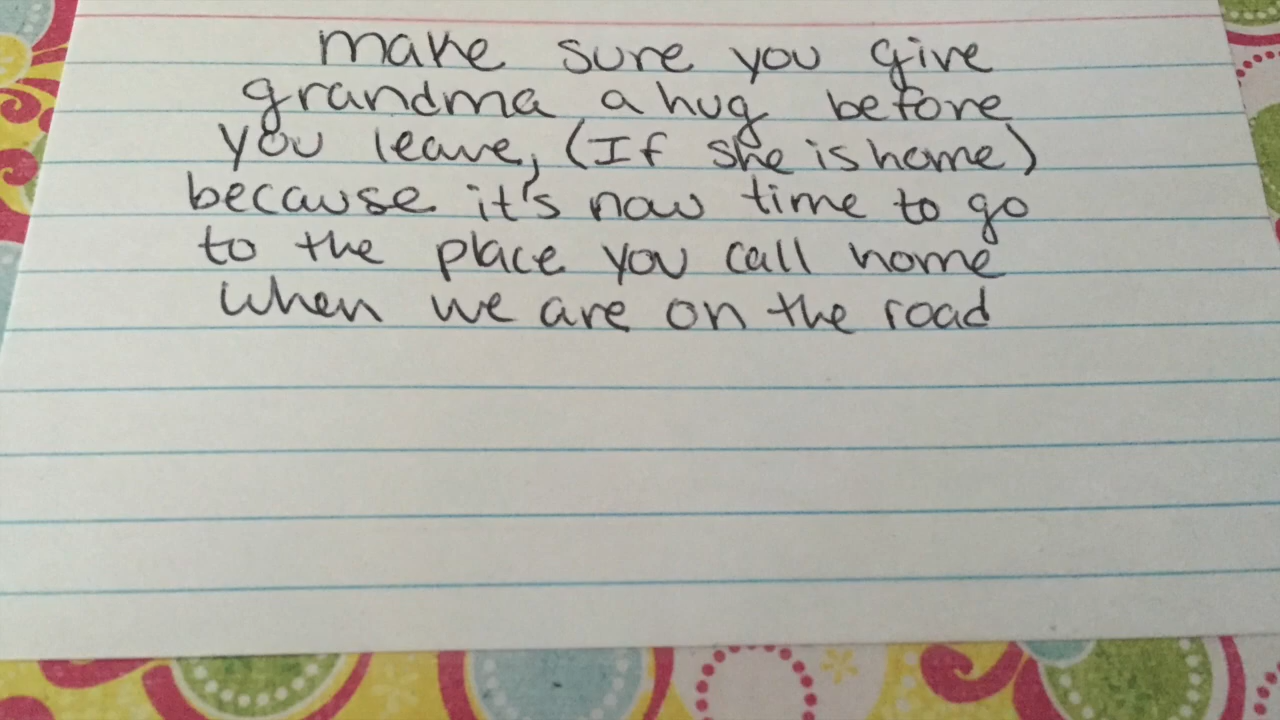 make sure you give
grandma a hug before
you leave, (If she is home)
because it's now time to go
to the place you call home
when we are on the road